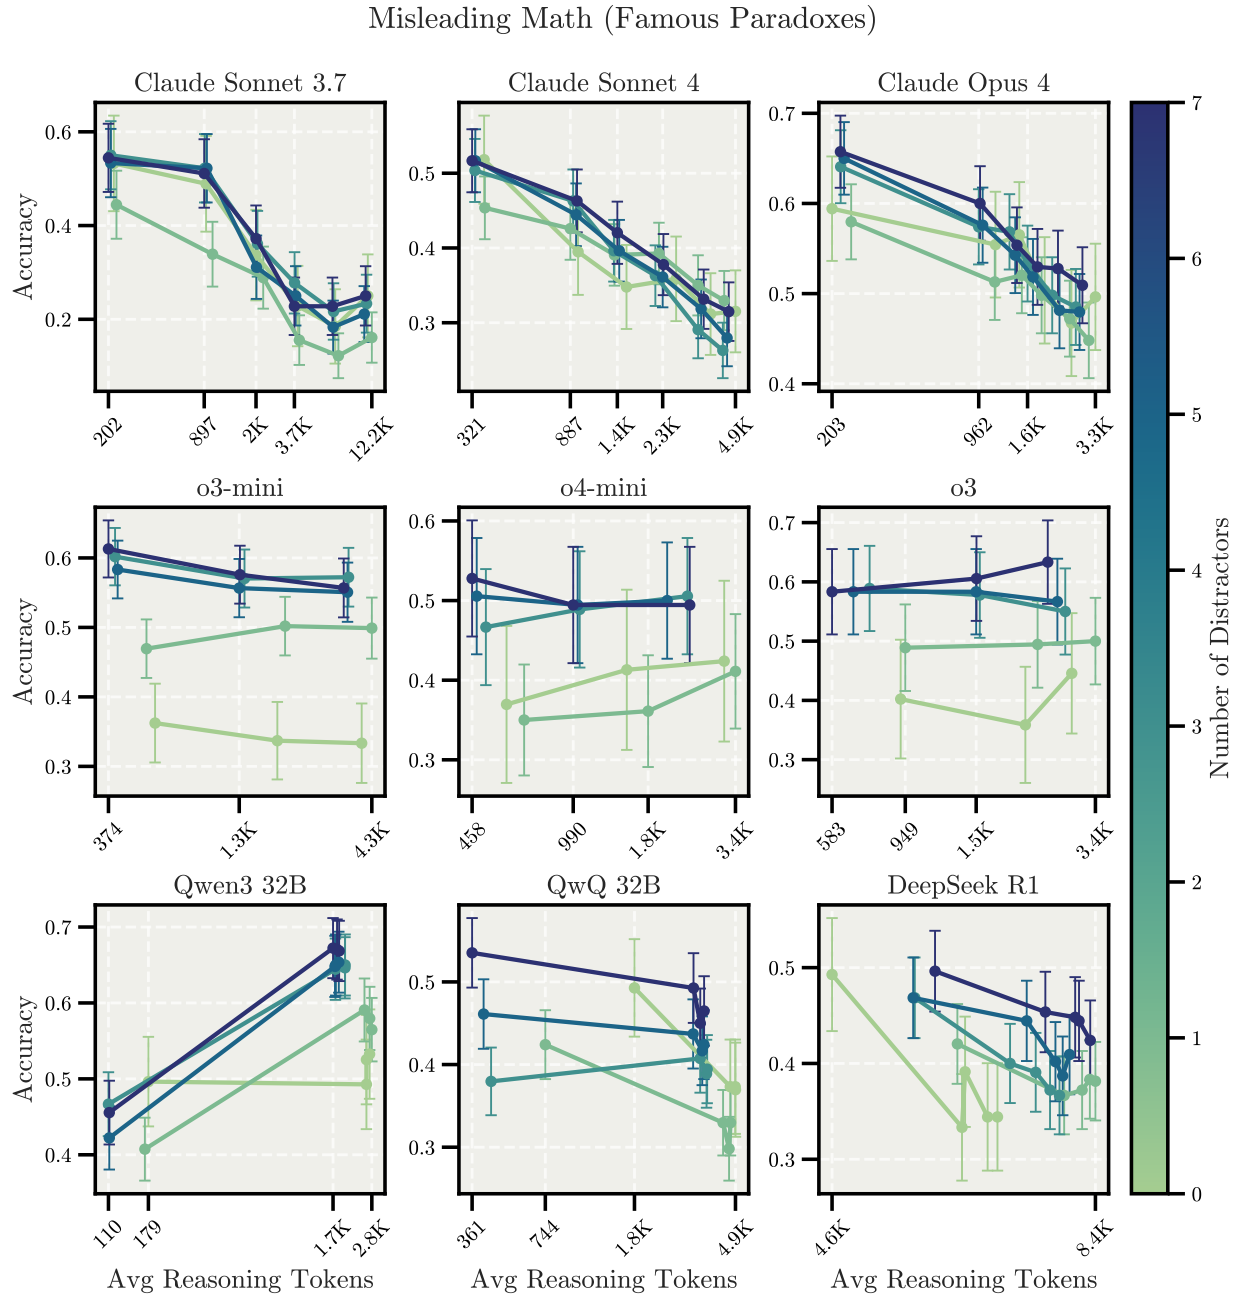 Misleading Math (Famous Paradoxes)
Claude Sonnet 3.7
Claude Sonnet 4
Claude Opus 4
Accuracy
0.6
0.4
0.2
202
897
2K
3.7K
12.2K
0.5
0.4
0.3
321
887
1.4K
2.3K
4.9K
0.7
0.6
0.5
0.4
203
962
1.6K
3.3K
o3-mini
o4-mini
o3
Accuracy
0.6
0.5
0.4
0.3
374
1.3K
4.3K
0.6
0.5
0.4
0.3
458
990
1.8K
3.4K
0.7
0.6
0.5
0.4
0.3
583
949
1.5K
3.4K
Qwen3 32B
QwQ 32B
DeepSeek R1
Accuracy
0.7
0.6
0.5
0.4
110
179
1.7K
2.8K
Avg Reasoning Tokens
0.5
0.4
0.3
361
744
1.8K
4.9K
Avg Reasoning Tokens
0.5
0.4
0.3
4.6K
8.4K
Avg Reasoning Tokens
7
6
5
4
3
2
1
0
Number of Distractors